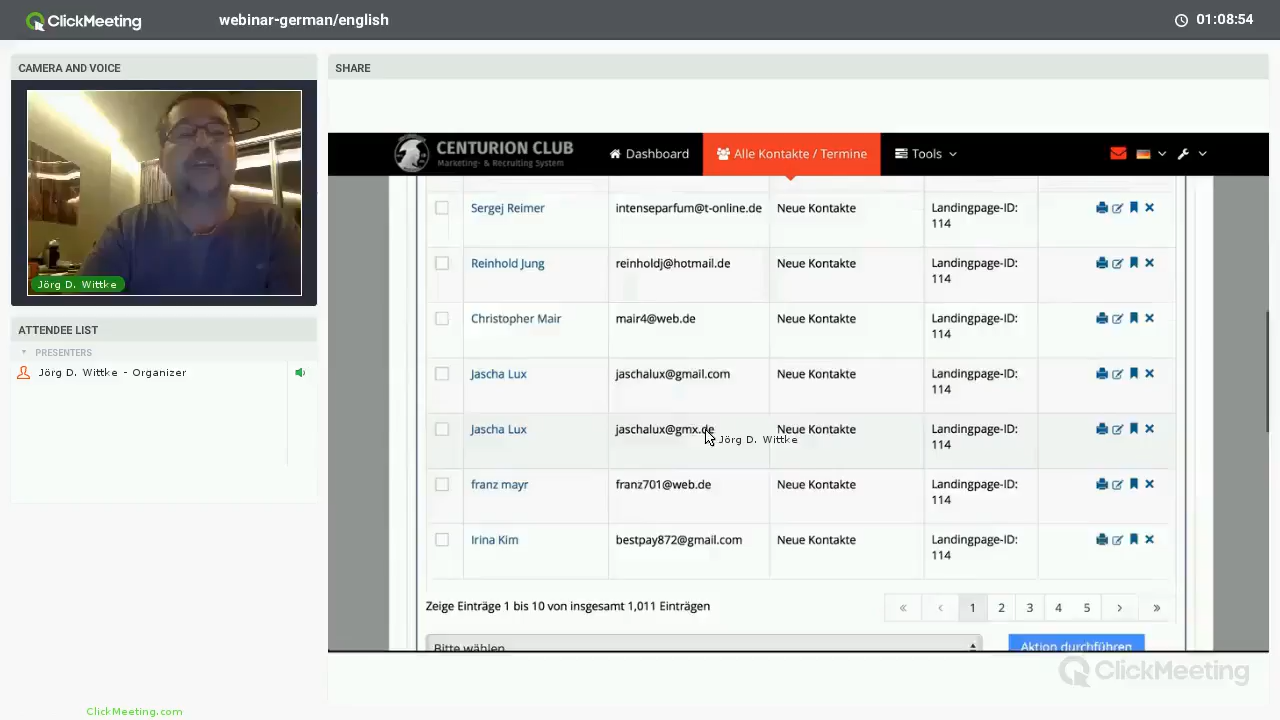 ClickMeeting
webinar-german/english
01:08:54
CAMERA AND VOICE
Jörg D. Wittke
ATTENDEE LIST
PRESENTERS
Jörg D. Wittke - Organizer
SHARE
CENTURION CLUB
Marketing- & Recruiting System
Dashboard
Alle Kontakte / Termine
Tools
Sergej Reimer intenseparfum@t-online.de Neue Kontakte Landingpage-ID:
114
Reinhold Jung reinholdj@hotmail.de Neue Kontakte Landingpage-ID:
114
Christopher Mair mair4@web.de Neue Kontakte Landingpage-ID:
114
Jascha Lux jaschalux@gmail.com Neue Kontakte Landingpage-ID:
114
Jascha Lux jaschalux@gmx.de Neue Kontakte Landingpage-ID:
114
Jörg D. Wittke
franz mayr franz701@web.de Neue Kontakte Landingpage-ID:
114
Irina Kim bestpay872@gmail.com Neue Kontakte Landingpage-ID:
114
Zeige Einträge 1 bis 10 von insgesamt 1,011 Einträgen
« ‹ 1 2 3 4 5 › »
Bitte wählen
Aktion durchführen
ClickMeeting
ClickMeeting.com